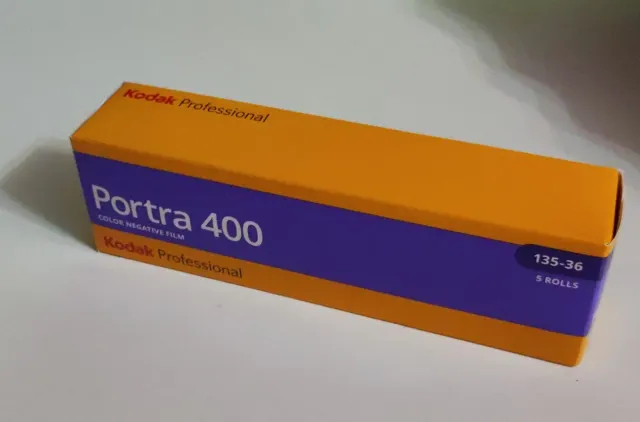 Kodak Professional
Portra 400
COLOR NEGATIVE FILM
Kodak Professional
135-36
5 ROLLS